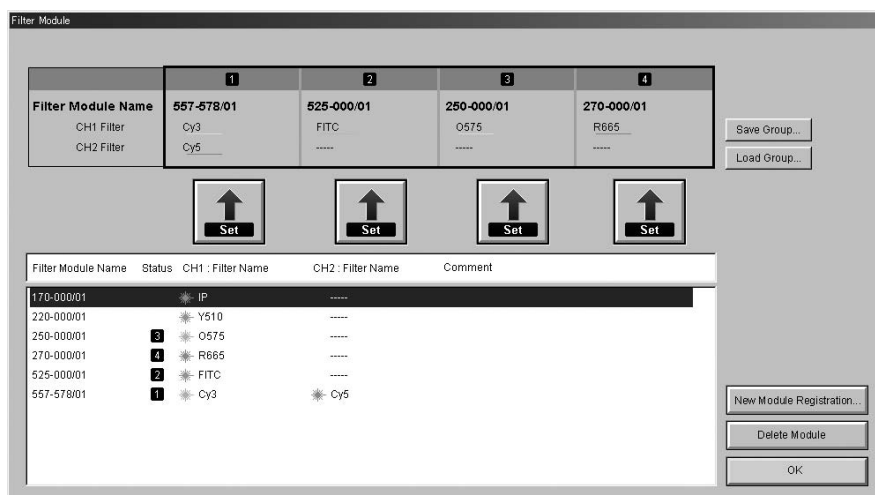 Filter Module
1 2 3 4
Filter Module Name 557-578/01 525-000/01 250-000/01 270-000/01
CH1 Filter Cy3 FITC O575 R665
CH2 Filter Cy5 ----- ----- -----
Save Group...
Load Group...
Set Set Set Set
Filter Module Name Status CH1 : Filter Name CH2 : Filter Name Comment
170-000/01 IP -----
220-000/01 Y510 -----
250-000/01 3 O575 -----
270-000/01 4 R665 -----
525-000/01 2 FITC -----
557-578/01 1 Cy3 Cy5
New Module Registration...
Delete Module
OK